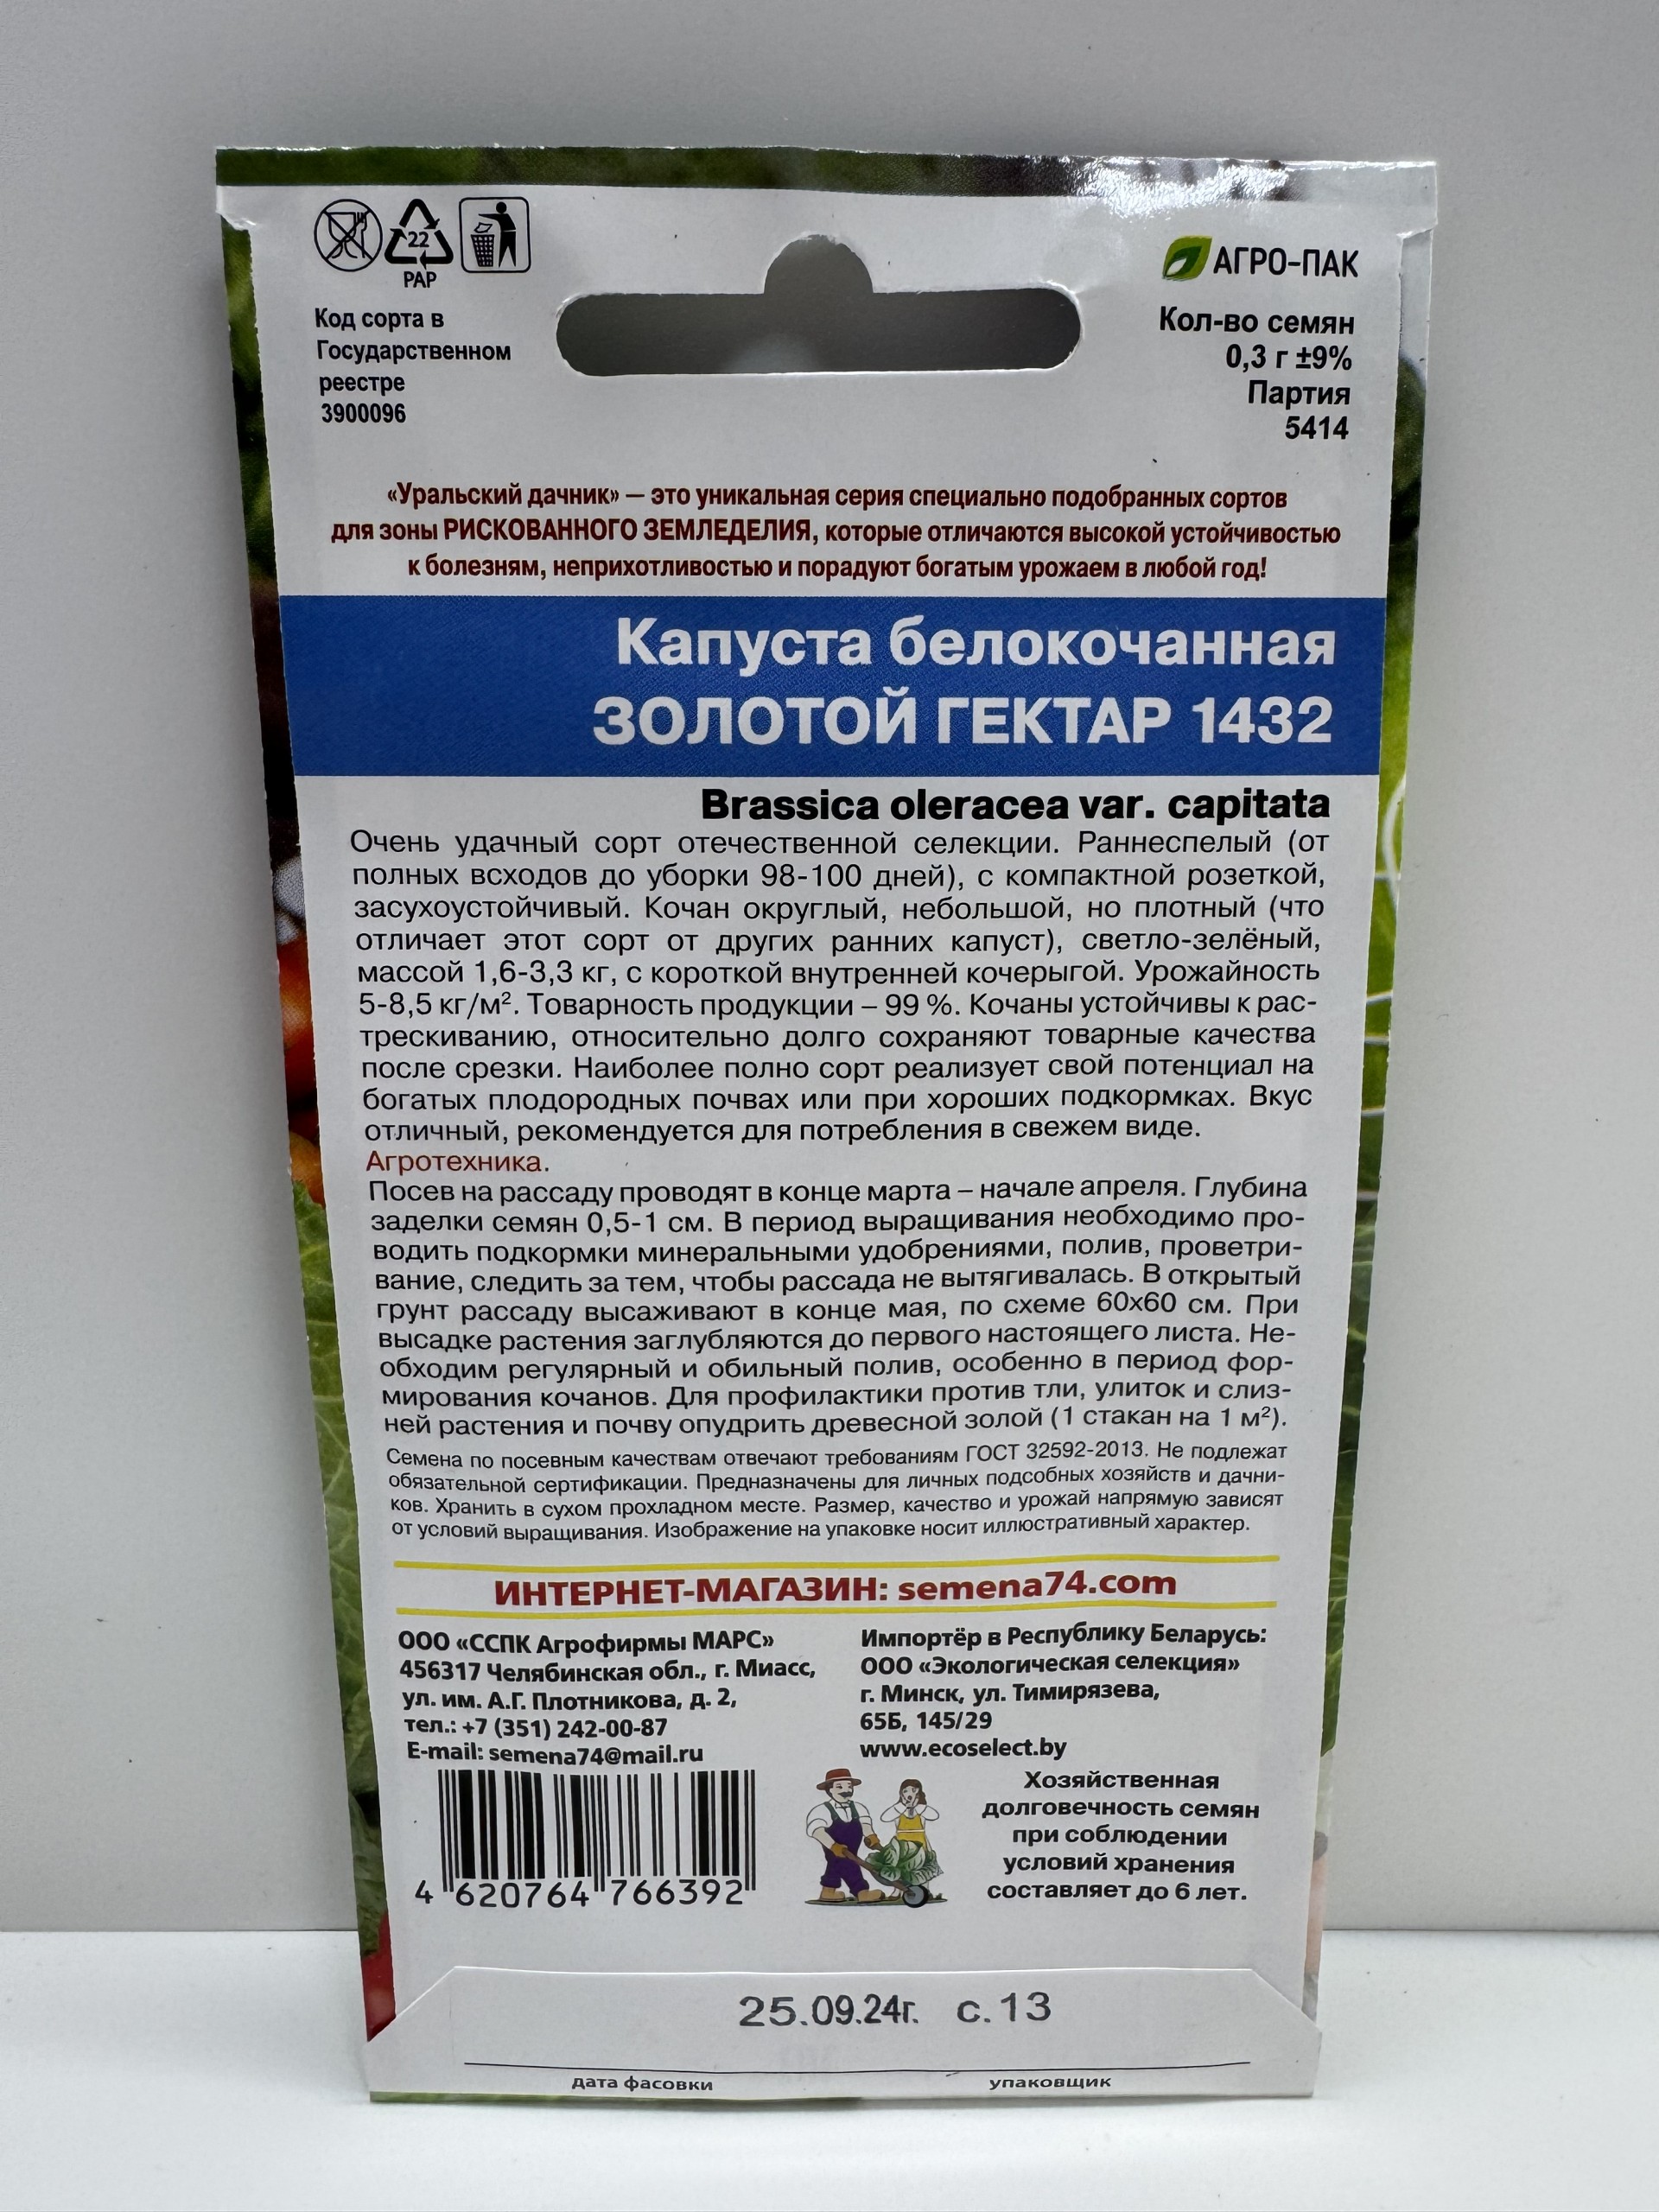 22
PAP
Код сорта в
Государственном
реестре
3900096
АГРО-ПАК
Кол-во семян
0,3 г ±9%
Партия
5414
«Уральский дачник» — это уникальная серия специально подобранных сортов
для зоны РИСКОВАННОГО ЗЕМЛЕДЕЛИЯ, которые отличаются высокой устойчивостью
к болезням, неприхотливостью и порадуют богатым урожаем в любой год!
Капуста белокочанная
ЗОЛОТОЙ ГЕКТАР 1432
Brassica oleracea var. capitata
Очень удачный сорт отечественной селекции. Раннеспелый (от
полных всходов до уборки 98-100 дней), с компактной розеткой,
засухоустойчивый. Кочан округлый, небольшой, но плотный (что
отличает этот сорт от других ранних капуст), светло-зелёный,
массой 1,6-3,3 кг, с короткой внутренней кочерыгой. Урожайность
5-8,5 кг/м². Товарность продукции – 99 %. Кочаны устойчивы к рас-
трескиванию, относительно долго сохраняют товарные качества
после срезки. Наиболее полно сорт реализует свой потенциал на
богатых плодородных почвах или при хороших подкормках. Вкус
отличный, рекомендуется для потребления в свежем виде.
Агротехника.
Посев на рассаду проводят в конце марта – начале апреля. Глубина
заделки семян 0,5-1 см. В период выращивания необходимо про-
водить подкормки минеральными удобрениями, полив, проветри-
вание, следить за тем, чтобы рассада не вытягивалась. В открытый
грунт рассаду высаживают в конце мая, по схеме 60х60 см. При
высадке растения заглубляются до первого настоящего листа. Не-
обходим регулярный и обильный полив, особенно в период фор-
мирования кочанов. Для профилактики против тли, улиток и слиз-
ней растения и почву опудрить древесной золой (1 стакан на 1 м²).
Семена по посевным качествам отвечают требованиям ГОСТ 32592-2013. Не подлежат
обязательной сертификации. Предназначены для личных подсобных хозяйств и дачни-
ков. Хранить в сухом прохладном месте. Размер, качество и урожай напрямую зависят
от условий выращивания. Изображение на упаковке носит иллюстративный характер.
ИНТЕРНЕТ-МАГАЗИН: semena74.com
ООО «ССПК Агрофирмы МАРС»
456317 Челябинская обл., г. Миасс,
ул. им. А.Г. Плотникова, д. 2,
тел.: +7 (351) 242-00-87
E-mail: semena74@mail.ru
Импортёр в Республику Беларусь:
ООО «Экологическая селекция»
г. Минск, ул. Тимирязева,
65Б, 145/29
www.ecoselect.by
4 620764 766392
Хозяйственная
долговечность семян
при соблюдении
условий хранения
составляет до 6 лет.
25.09.24г. с.13
дата фасовки упаковщик